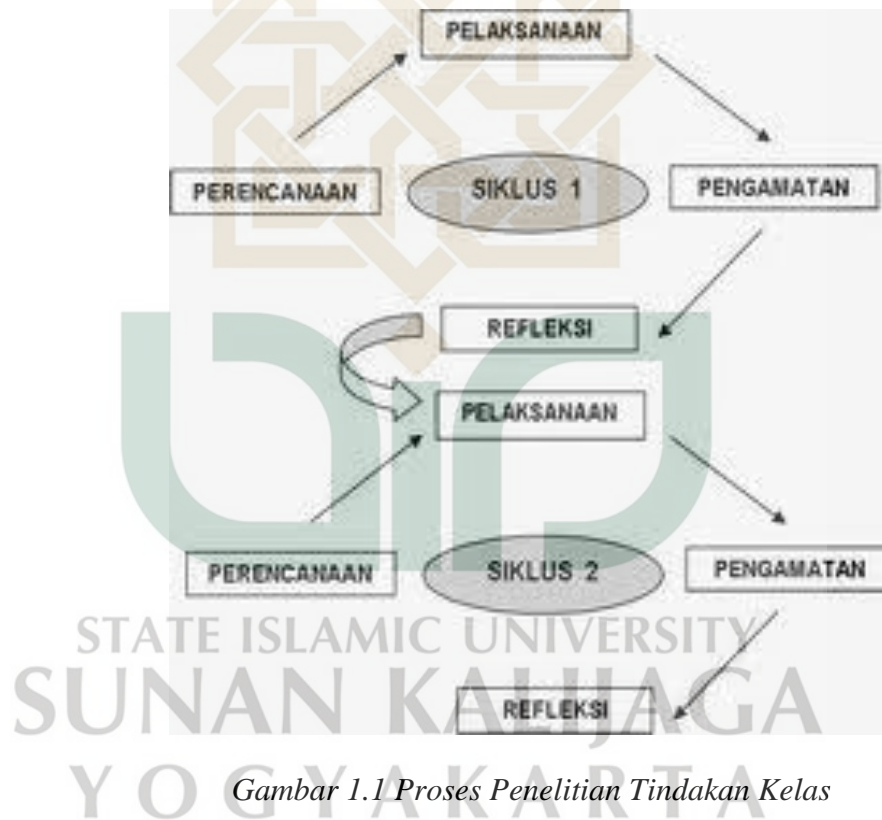 PELAKSANAAN
PERENCANAAN
SIKLUS 1
PENGAMATAN
REFLEKSI
PELAKSANAAN
PERENCANAAN
SIKLUS 2
PENGAMATAN
STATE ISLAMIC UNIVERSITY
SUNAN KALIJAGA
REFLEKSI
YOGYAKARTA
Gambar 1.1 Proses Penelitian Tindakan Kelas